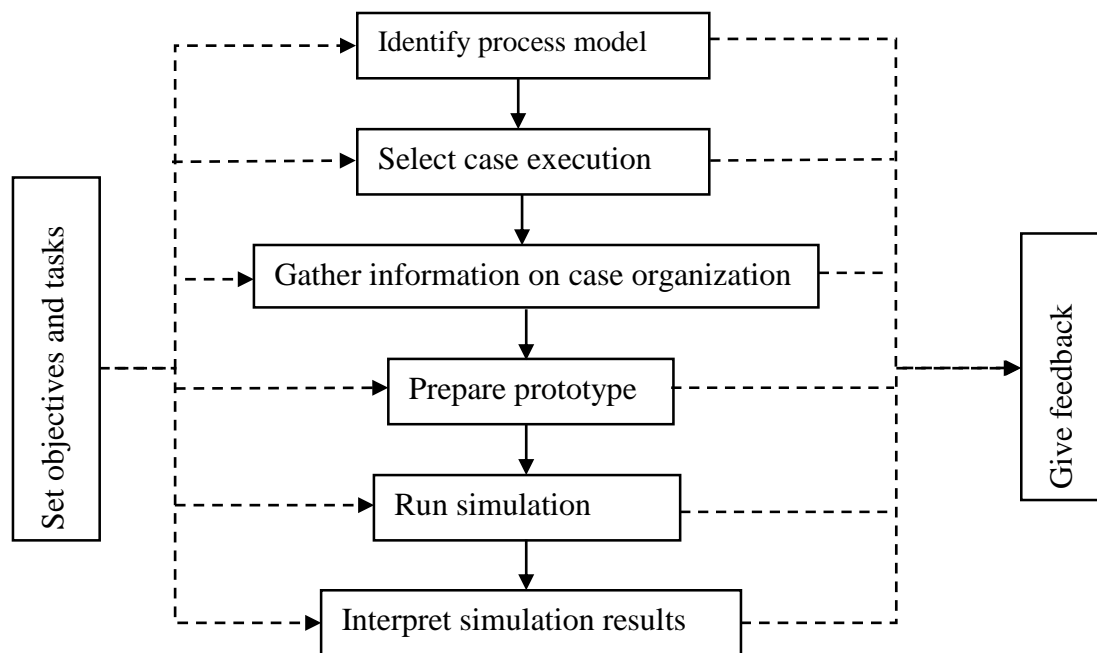 Identify process model
Select case execution
Set objectives and tasks
Gather information on case organization
Give feedback
Prepare prototype
Run simulation
Interpret simulation results